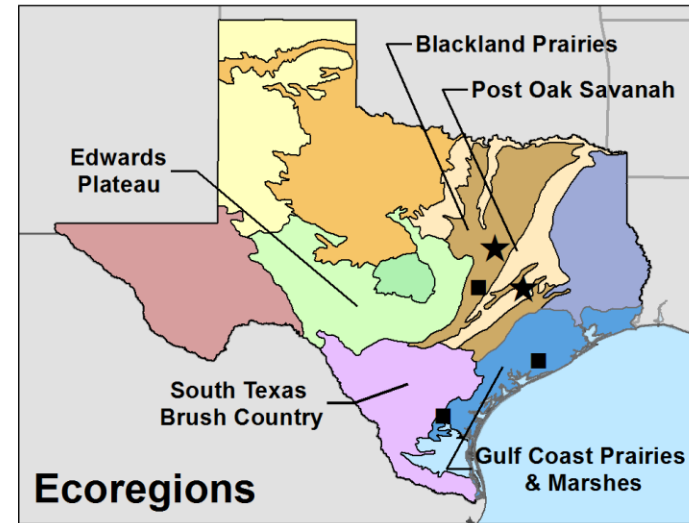 Blackland Prairies
Post Oak Savanah
Edwards
Plateau
South Texas
Brush Country
Gulf Coast Prairies
& Marshes
Ecoregions